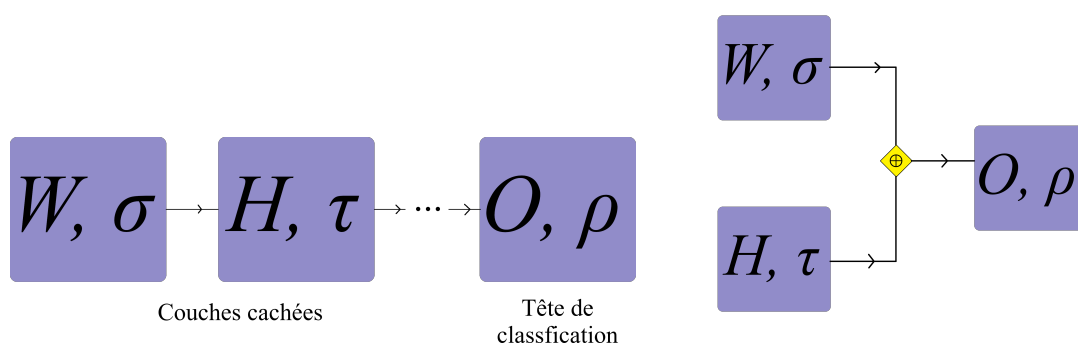 W, σ
H, τ
...
O, ρ
Couches cachées
Tête de
classfication
W, σ
⊕
O, ρ
H, τ